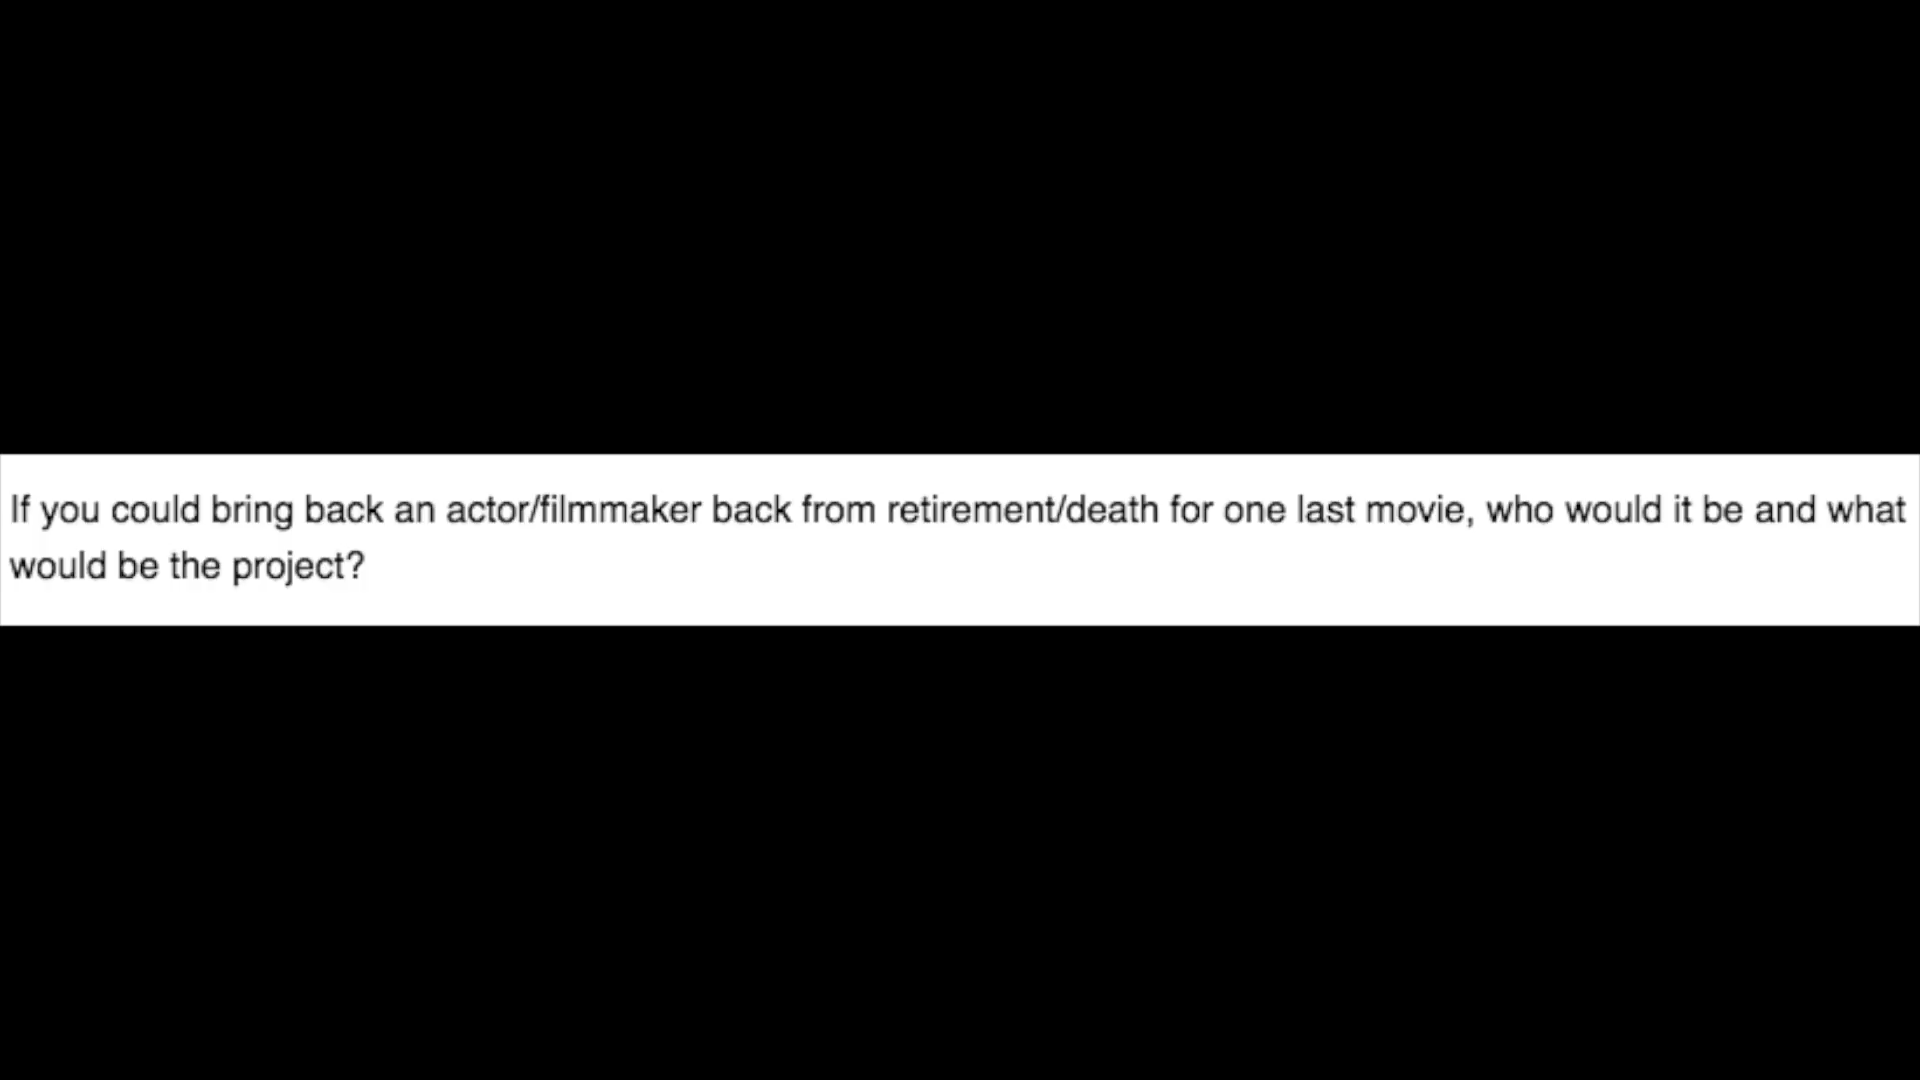 If you could bring back an actor/filmmaker back from retirement/death for one last movie, who would it be and what
would be the project?